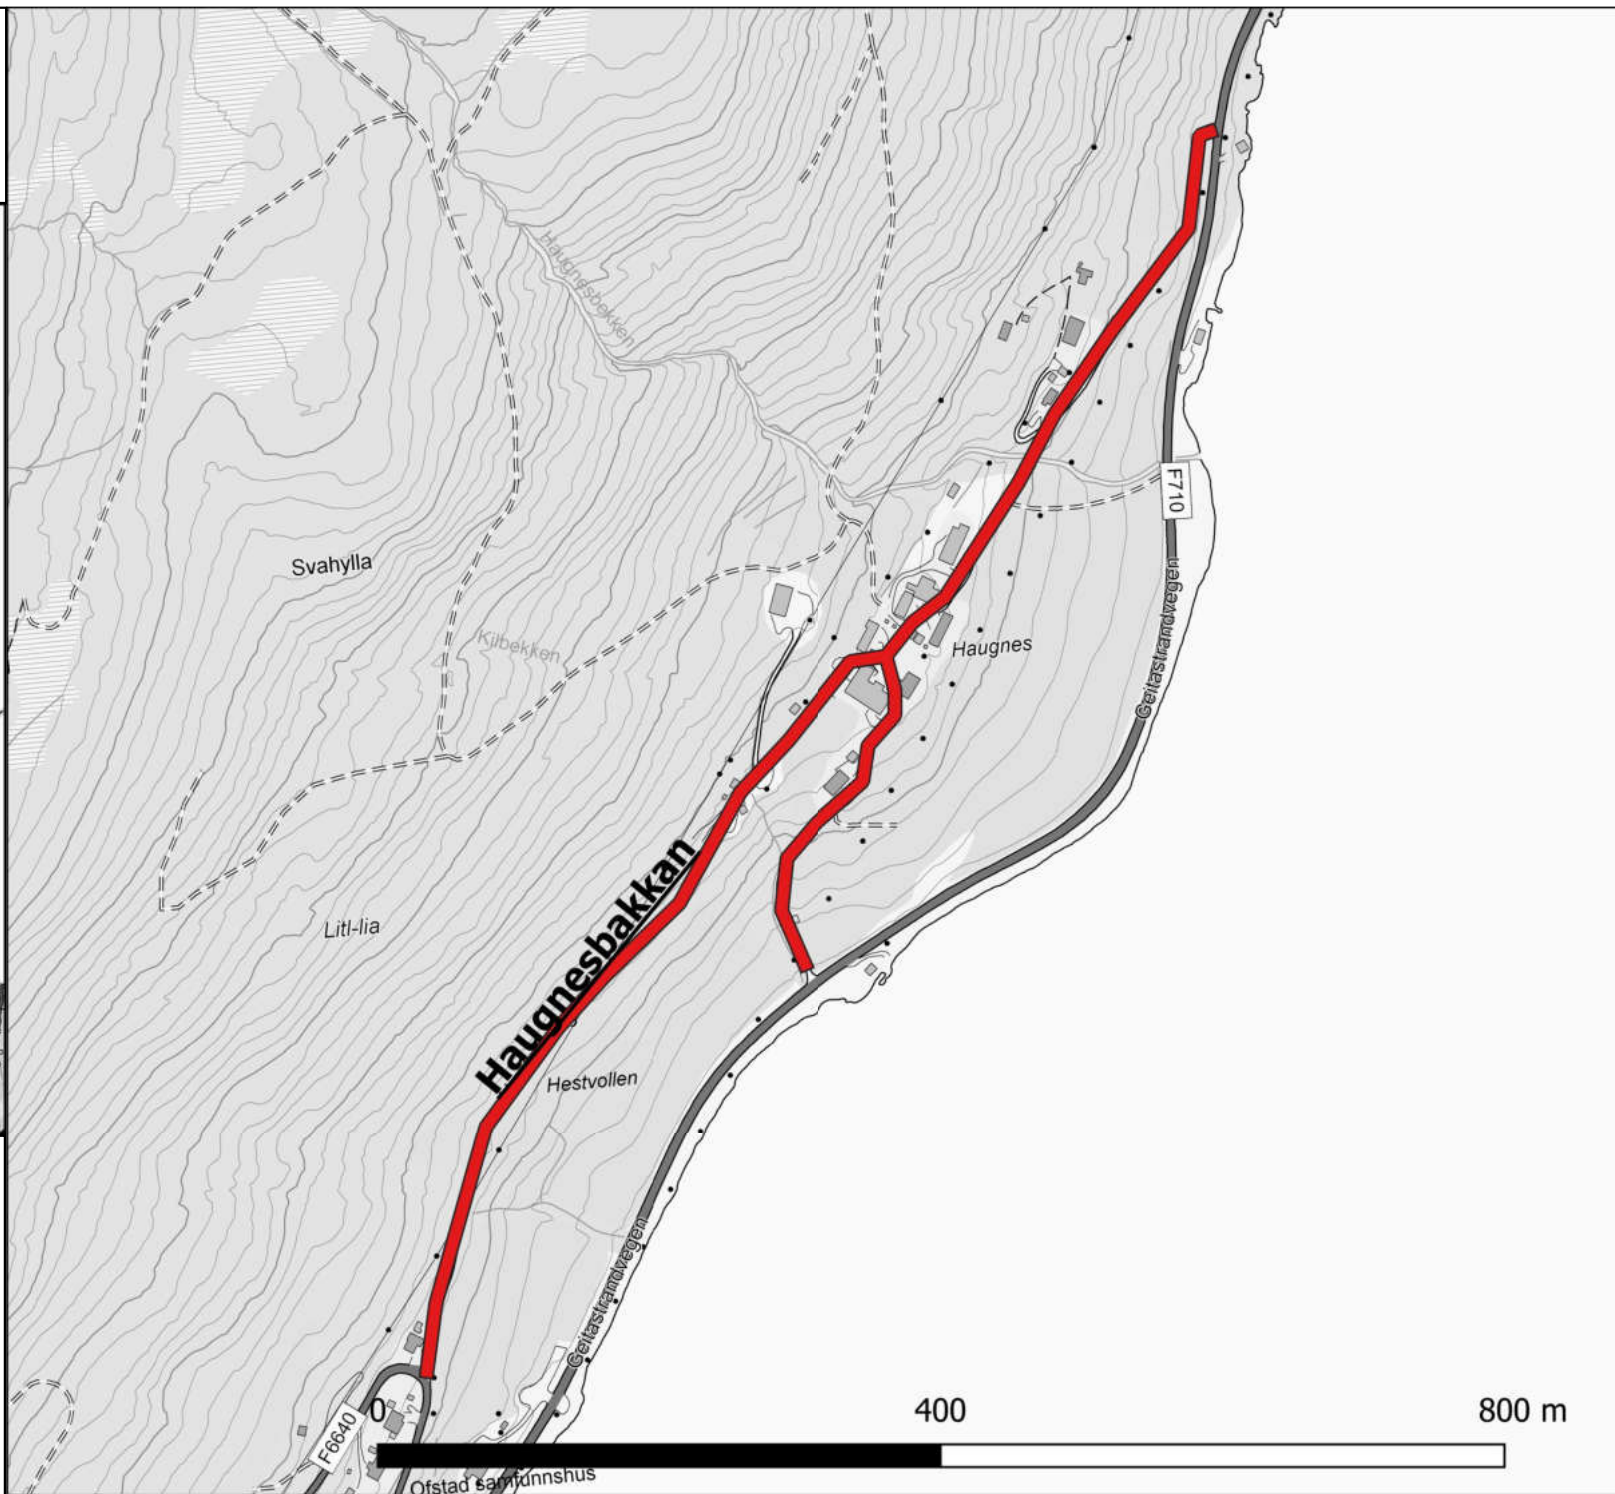 Haugnesbekken
F710
Svahylla
Kilbekken
Haugnes
Geitastrandvegen
Haugnesbakkan
Litl-lia
Hestvollen
Geitastrandvegen
F6640
0 400 800 m
Ofstad samfunnshus